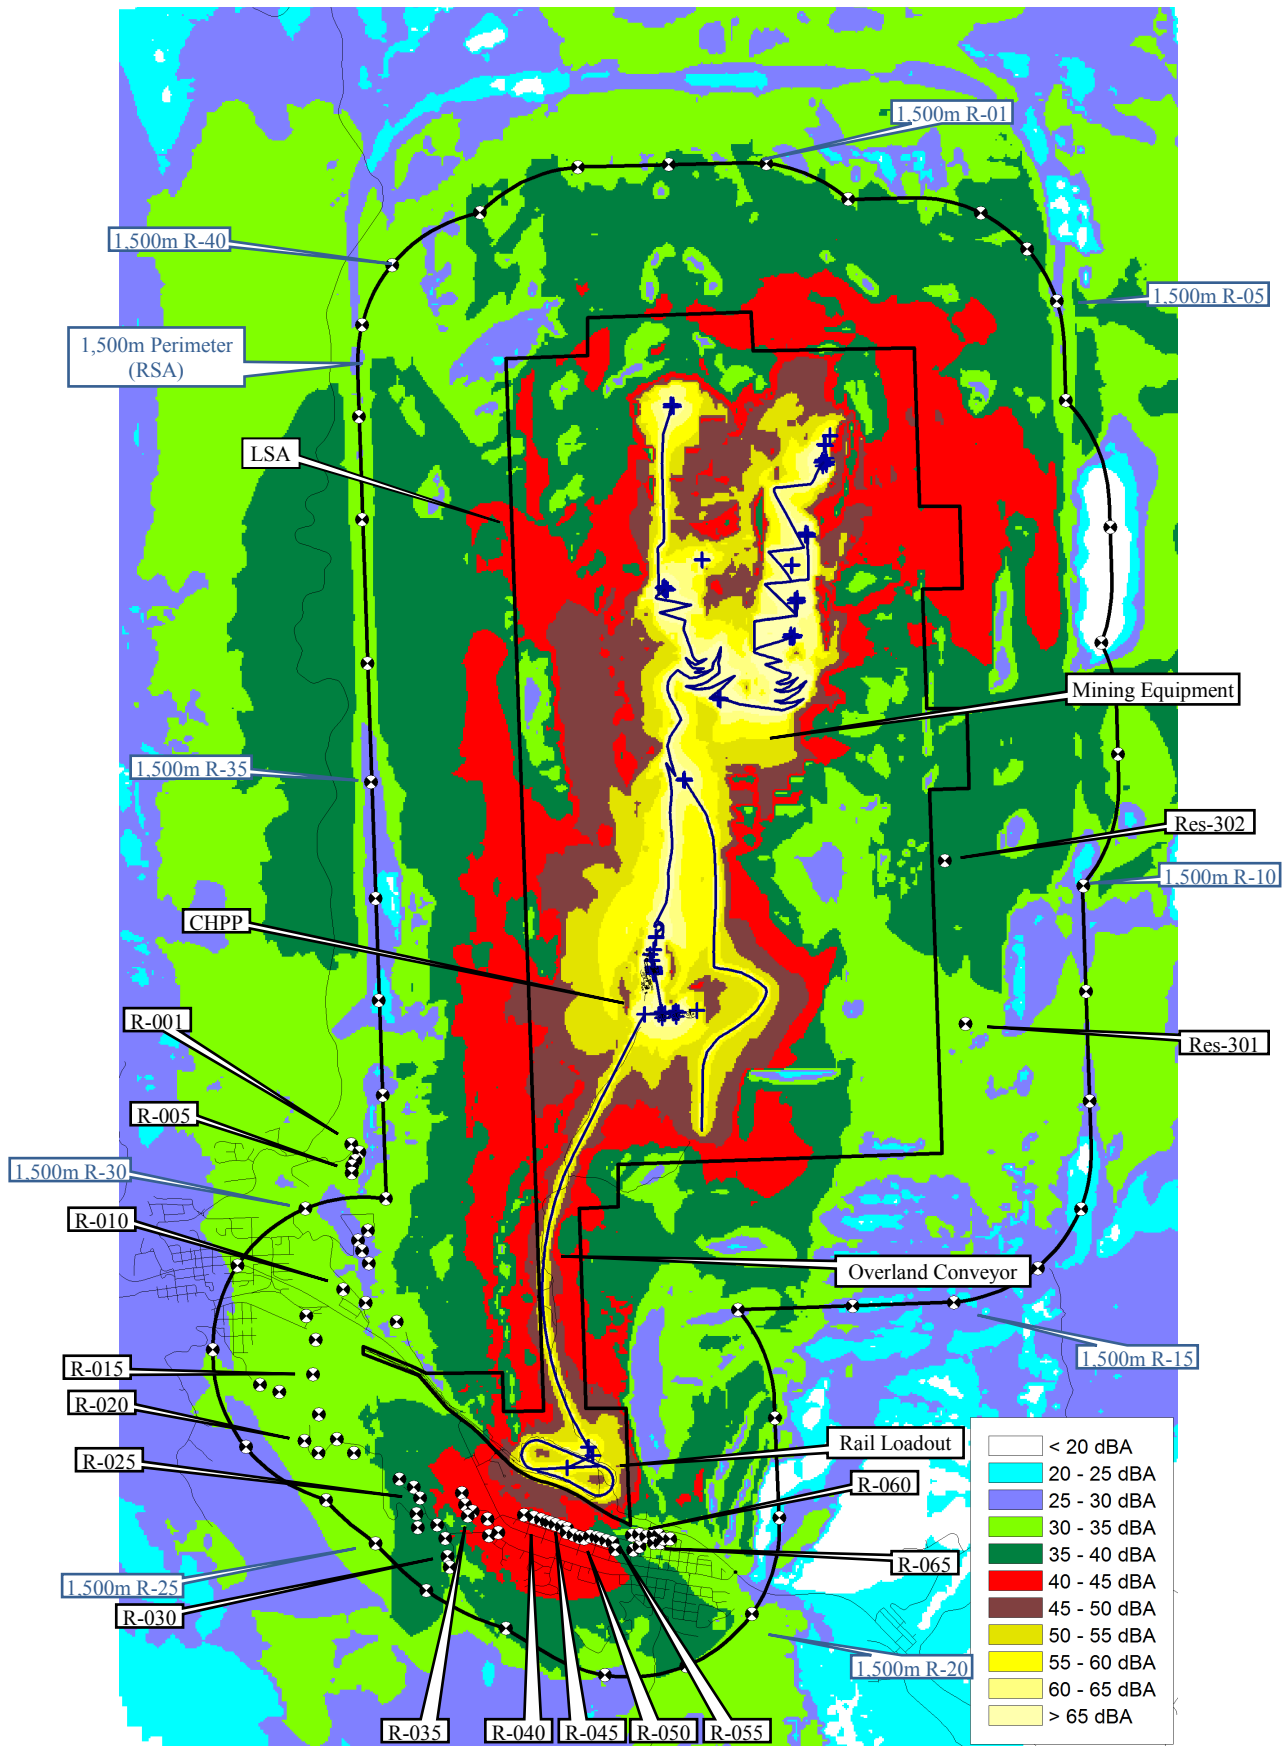 1,500m R-01
1,500m R-40
1,500m R-05
1,500m Perimeter
(RSA)
LSA
Mining Equipment
1,500m R-35
Res-302
1,500m R-10
CHPP
R-001
Res-301
R-005
1,500m R-30
R-010
Overland Conveyor
1,500m R-15
R-015
R-020
Rail Loadout
R-025
R-060
R-065
1,500m R-25
R-030
1,500m R-20
R-035
R-040
R-045
R-050
R-055
< 20 dBA
20 - 25 dBA
25 - 30 dBA
30 - 35 dBA
35 - 40 dBA
40 - 45 dBA
45 - 50 dBA
50 - 55 dBA
55 - 60 dBA
60 - 65 dBA
> 65 dBA